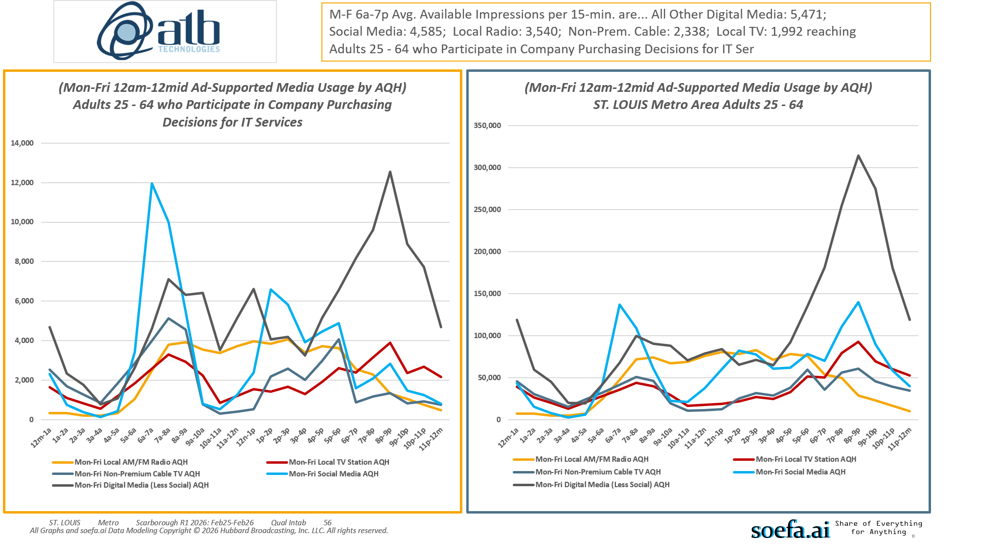 atb
TECHNOLOGIES
M-F 6a-7p Avg. Available Impressions per 15-min. are... All Other Digital Media: 5,471;
Social Media: 4,585;  Local Radio: 3,540;  Non-Prem. Cable: 2,338;  Local TV: 1,992 reaching
Adults 25 - 64 who Participate in Company Purchasing Decisions for IT Ser
(Mon-Fri 12am-12mid Ad-Supported Media Usage by AQH)
Adults 25 - 64 who Participate in Company Purchasing
Decisions for IT Services
14,000
12,000
10,000
8,000
6,000
4,000
2,000
0
12m-1a
1a-2a
2a-3a
3a-4a
4a-5a
5a-6a
6a-7a
7a-8a
8a-9a
9a-10a
10a-11a
11a-12n
12n-1p
1p-2p
2p-3p
3p-4p
4p-5p
5p-6p
6p-7p
7p-8p
8p-9p
9p-10p
10p-11p
11p-12m
Mon-Fri Local AM/FM Radio AQH
Mon-Fri Local TV Station AQH
Mon-Fri Non-Premium Cable TV AQH
Mon-Fri Social Media AQH
Mon-Fri Digital Media (Less Social) AQH
(Mon-Fri 12am-12mid Ad-Supported Media Usage by AQH)
ST. LOUIS Metro Area Adults 25 - 64
350,000
300,000
250,000
200,000
150,000
100,000
50,000
0
12m-1a
1a-2a
2a-3a
3a-4a
4a-5a
5a-6a
6a-7a
7a-8a
8a-9a
9a-10a
10a-11a
11a-12n
12n-1p
1p-2p
2p-3p
3p-4p
4p-5p
5p-6p
6p-7p
7p-8p
8p-9p
9p-10p
10p-11p
11p-12m
Mon-Fri Local AM/FM Radio AQH
Mon-Fri Local TV Station AQH
Mon-Fri Non-Premium Cable TV AQH
Mon-Fri Social Media AQH
Mon-Fri Digital Media (Less Social) AQH
ST. LOUIS Metro Scarborough R1 2026: Feb25-Feb26 Qual Intab 56
All Graphs and soefa.ai Data Modeling Copyright © 2026 Hubbard Broadcasting, Inc. LLC. All rights reserved.
soefa.ai
Share of Everything
for Anything ©